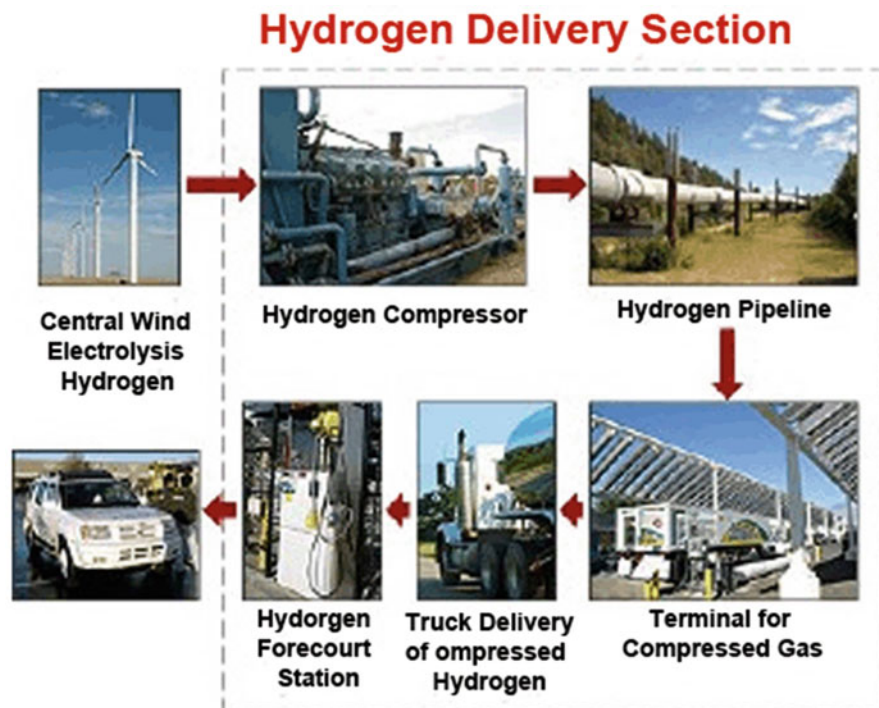 Hydrogen Delivery Section
Central Wind
Electrolysis
Hydrogen
Hydrogen Compressor
Hydrogen Pipeline
Hydorgen
Forecourt
Station
Truck Delivery
of ompressed
Hydrogen
Terminal for
Compressed Gas